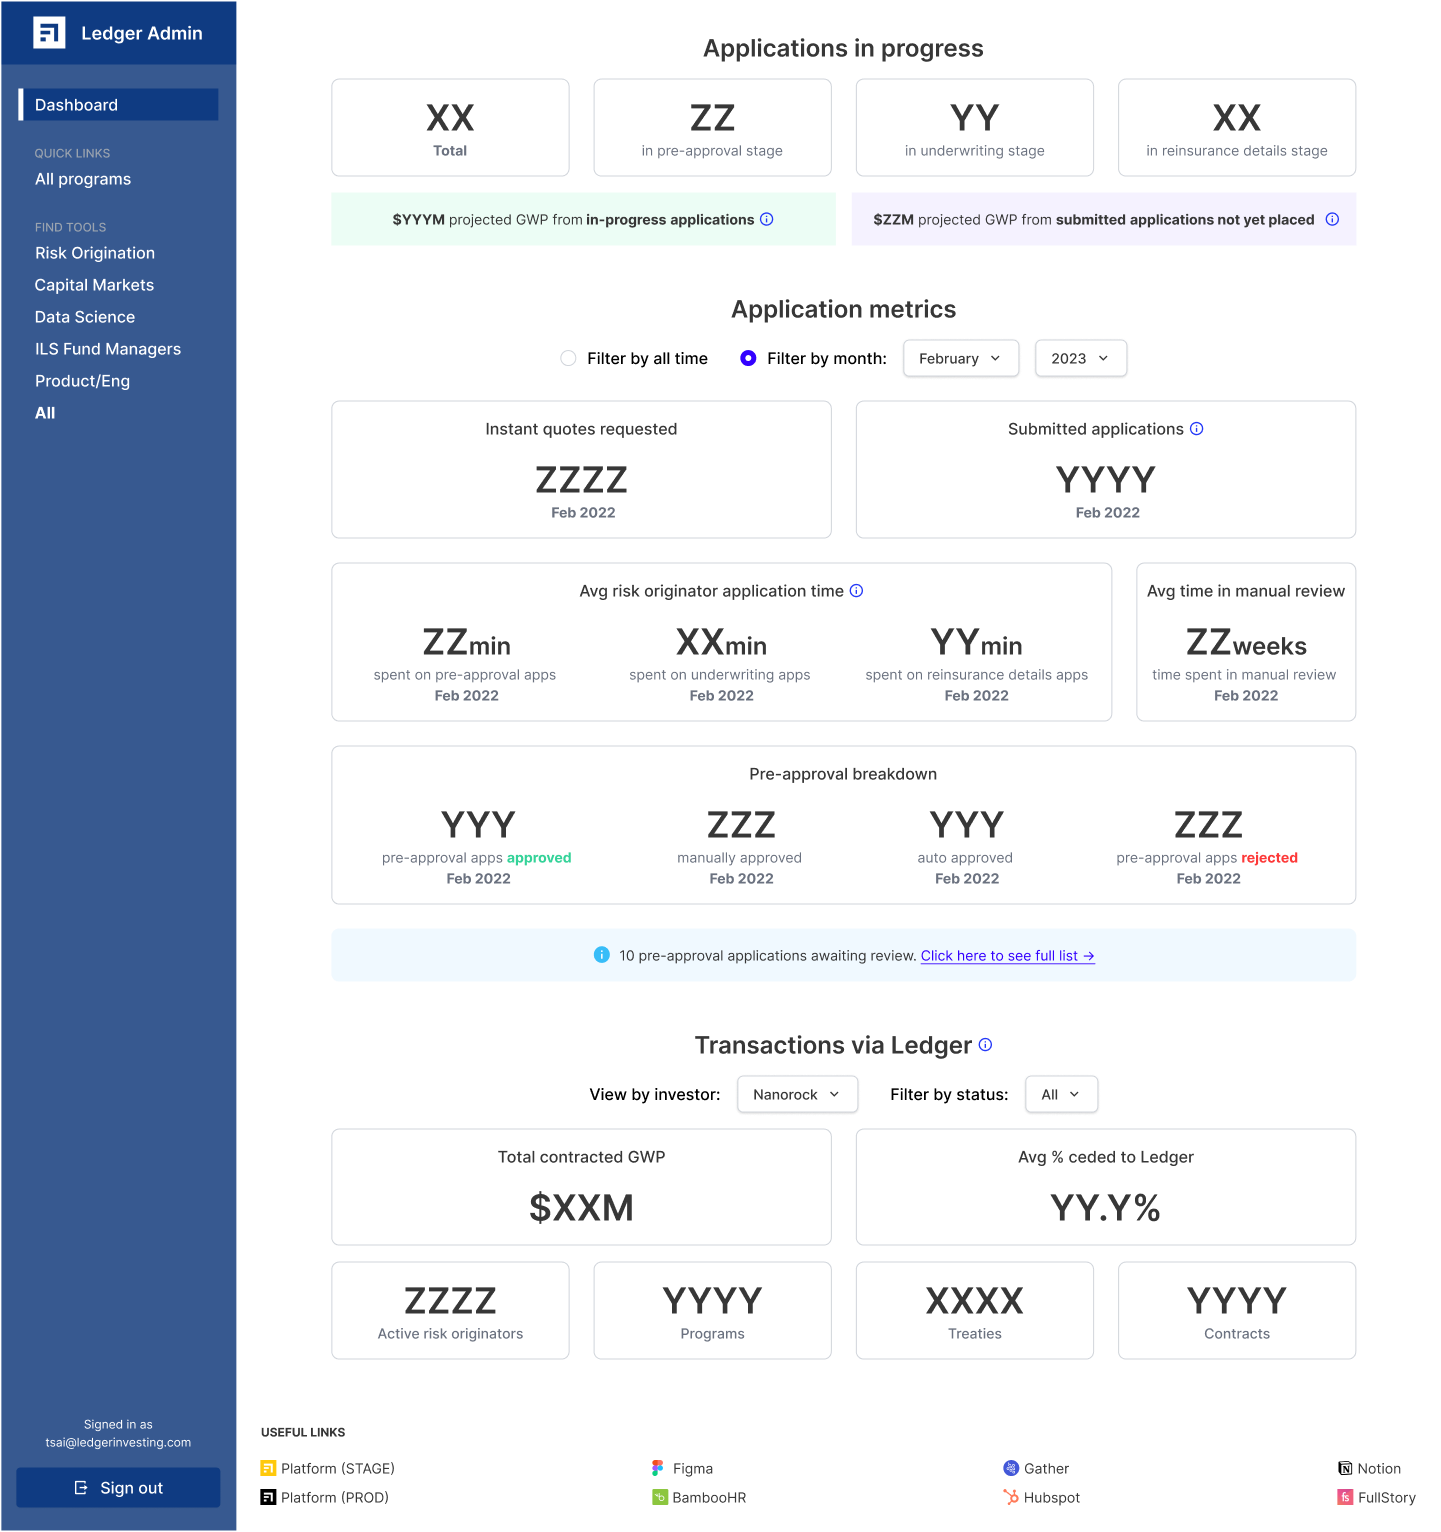 Ledger Admin
Dashboard
QUICK LINKS
All programs
FIND TOOLS
Risk Origination
Capital Markets
Data Science
ILS Fund Managers
Product/Eng
All
Signed in as
tsai@ledgerinvesting.com
Sign out
Applications in progress
XX
Total
ZZ
in pre-approval stage
YY
in underwriting stage
XX
in reinsurance details stage
$YYYM projected GWP from in-progress applications
$ZZM projected GWP from submitted applications not yet placed
Application metrics
Filter by all time
Filter by month:
February
2023
Instant quotes requested
ZZZZ
Feb 2022
Submitted applications
YYYY
Feb 2022
Avg risk originator application time
ZZmin
spent on pre-approval apps
Feb 2022
XXmin
spent on underwriting apps
Feb 2022
YYmin
spent on reinsurance details apps
Feb 2022
Avg time in manual review
ZZweeks
time spent in manual review
Feb 2022
Pre-approval breakdown
YYY
pre-approval apps approved
Feb 2022
ZZZ
manually approved
Feb 2022
YYY
auto approved
Feb 2022
ZZZ
pre-approval apps rejected
Feb 2022
10 pre-approval applications awaiting review. Click here to see full list →
Transactions via Ledger
View by investor:
Nanorock
Filter by status:
All
Total contracted GWP
$XXM
Avg % ceded to Ledger
YY.Y%
ZZZZ
Active risk originators
YYYY
Programs
XXXX
Treaties
YYYY
Contracts
USEFUL LINKS
Platform (STAGE)
Platform (PROD)
Figma
BambooHR
Gather
Hubspot
Notion
FullStory